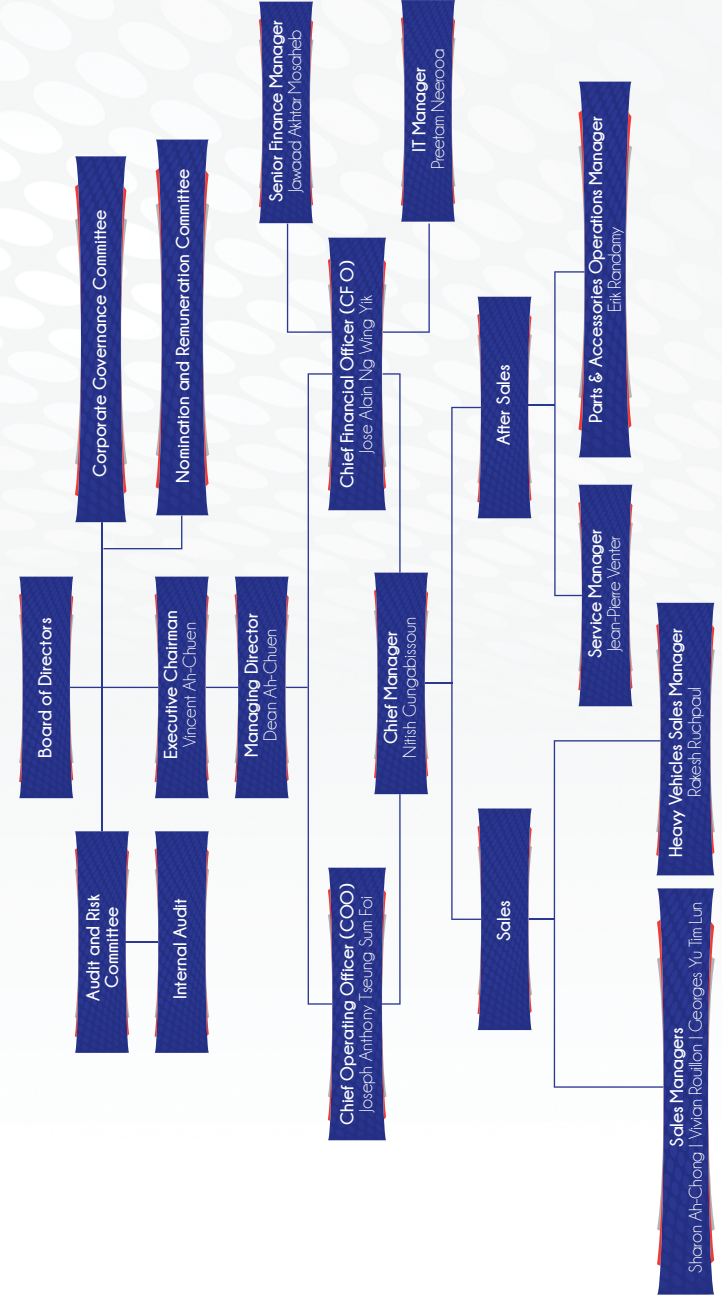 Board of Directors
Audit and Risk
Committee
Corporate Governance Committee
Internal Audit
Executive Chairman
Vincent Ah-Chuen
Nomination and Remuneration Committee
Managing Director
Dean Ah-Chuen
Senior Finance Manager
Jawaad Akhtar Mosaheb
Chief Operating Officer (COO)
Joseph Anthony Tseung Sum Foi
Chief Financial Officer (CF O)
Jose Alain Ng Wing Yik
Chief Manager
Nitish Gungabissoun
IT Manager
Preetam Neerooa
Sales
After Sales
Service Manager
Jean-Pierre Venter
Parts & Accessories Operations Manager
Erik Randamy
Sales Managers
Sharon Ah-Chong | Vivian Rouillon | Georges Yu Tim Lun
Heavy Vehicles Sales Manager
Rakesh Ruchpaul